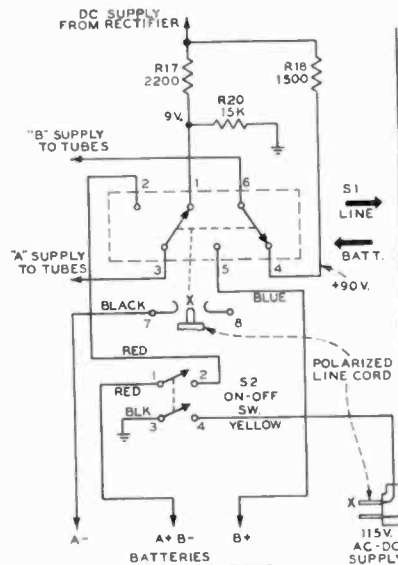 DC SUPPLY
FROM RECTIFIER
R17
2200
R18
1500
R20
15K
9V.
"B" SUPPLY
TO TUBES
2
1
6
S1
LINE
BATT.
"A" SUPPLY
TO TUBES
3
5
4
BLUE
+90V.
BLACK
X
7
8
RED
POLARIZED
LINE CORD
1
2
S2
ON-OFF
SW.
RED
BLK
3
4
YELLOW
X
A-
A+ B-
B+
BATTERIES
115V.
AC-DC
SUPPLY